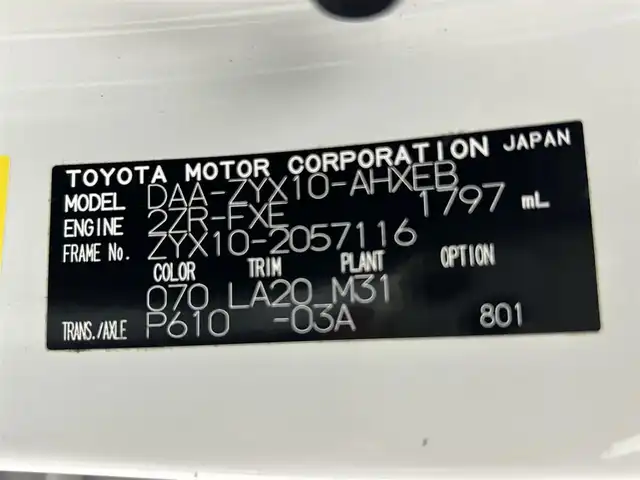 TOYOTA MOTOR CORPORATION JAPAN
MODEL DAA-ZYX10-AHXEB
ENGINE 2ZR-FXE 1797 mL
FRAME No. ZYX10-2057116
COLOR TRIM PLANT OPTION
070 LA20 M31
TRANS./AXLE P610 -03A 801